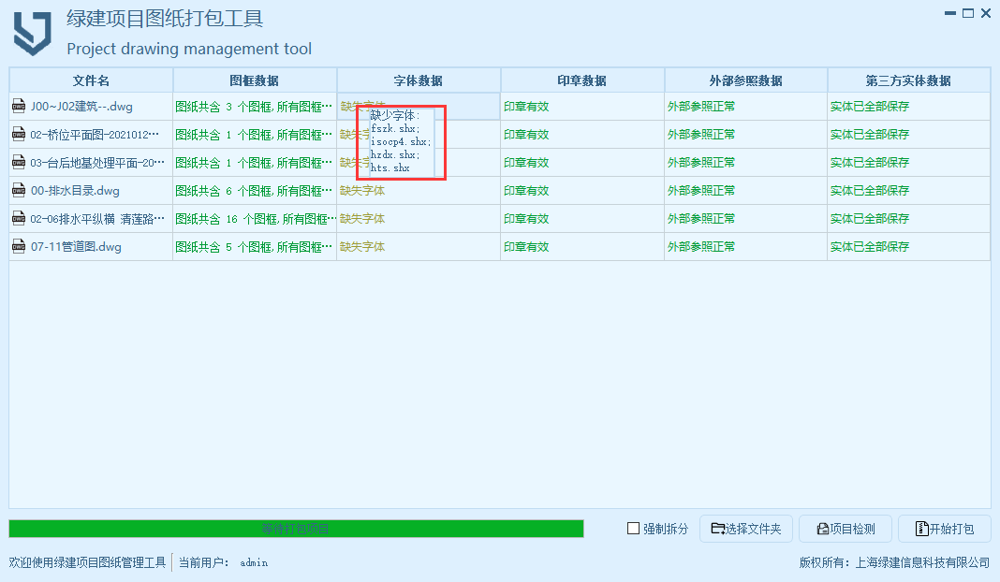 绿建项目图纸打包工具
Project drawing management tool
文件名 图框数据 字体数据 印章数据 外部参照数据 第三方实体数据
J00~J02建筑--.dwg 图纸共含 3 个图框,所有图框… 缺失字体 印章有效 外部参照正常 实体已全部保存
02-桥位平面图-2021012… 图纸共含 1 个图框,所有图框… 缺失字 印章有效 外部参照正常 实体已全部保存
03-台后地基处理平面-20… 图纸共含 1 个图框,所有图框… 缺失字 印章有效 外部参照正常 实体已全部保存
缺少字体:
fszk.shx;
isocp4.shx;
hzdx.shx;
hts.shx
00-排水目录.dwg 图纸共含 6 个图框,所有图框… 缺失字体 印章有效 外部参照正常 实体已全部保存
02-06排水平纵横 清莲路… 图纸共含 16 个图框,所有图框… 缺失字体 印章有效 外部参照正常 实体已全部保存
07-11管道图.dwg 图纸共含 5 个图框,所有图框… 缺失字体 印章有效 外部参照正常 实体已全部保存
等待打包项目 强制拆分 选择文件夹 项目检测 开始打包
欢迎使用绿建项目图纸管理工具 当前用户: admin 版权所有: 上海绿建信息科技有限公司